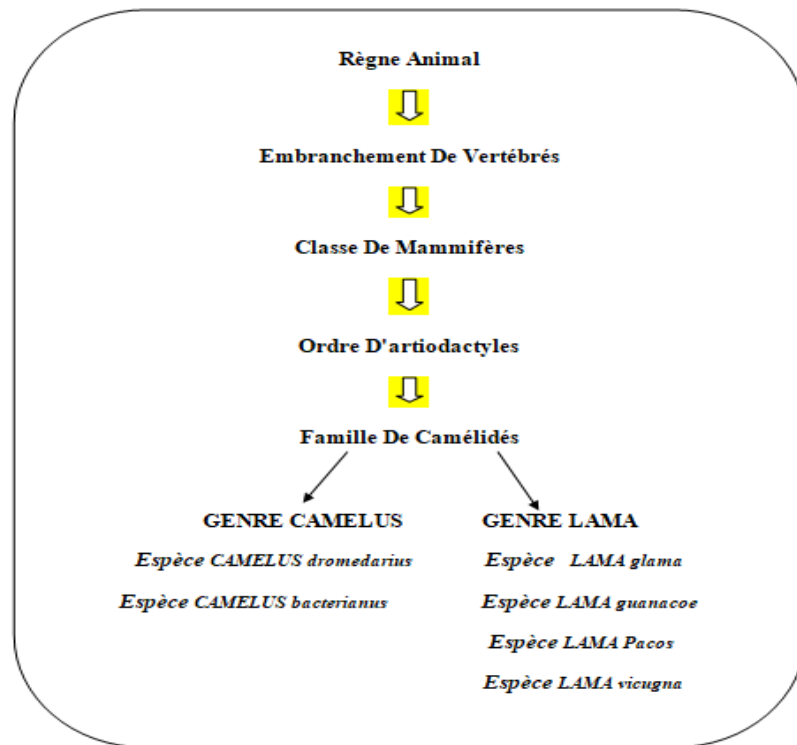 Règne Animal
Embranchement De Vertébrés
Classe De Mammifères
Ordre D'artiodactyles
Famille De Camélidés
GENRE CAMELUS
Espèce CAMELUS dromedarius
Espèce CAMELUS bacterianus
GENRE LAMA
Espèce LAMA glama
Espèce LAMA guanacoe
Espèce LAMA Pacos
Espèce LAMA vicugna